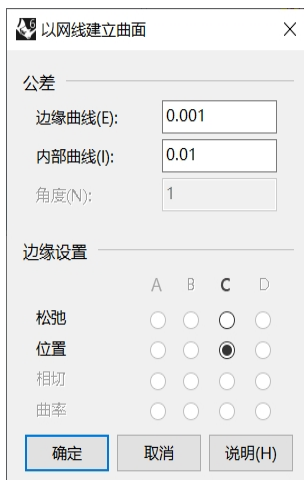 以网线建立曲面
公差
边缘曲线(E): 0.001
内部曲线(I): 0.01
角度(N): 1
边缘设置
A B C D
松弛
位置
相切
曲率
确定 取消 说明(H)